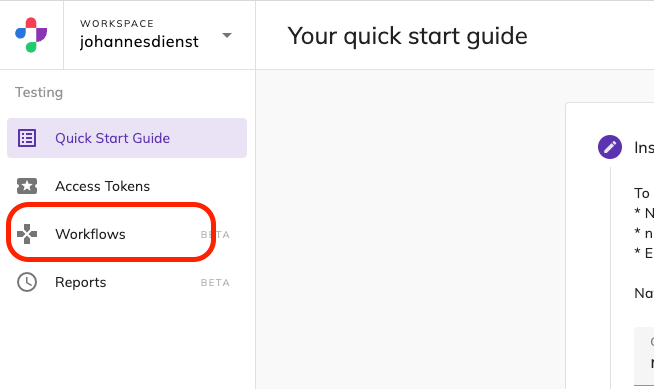 WORKSPACE
johannesdienst
Your quick start guide
Testing
Quick Start Guide
Access Tokens
Workflows BETA
Reports BETA
Ins
To
* N
* n
* E
Na